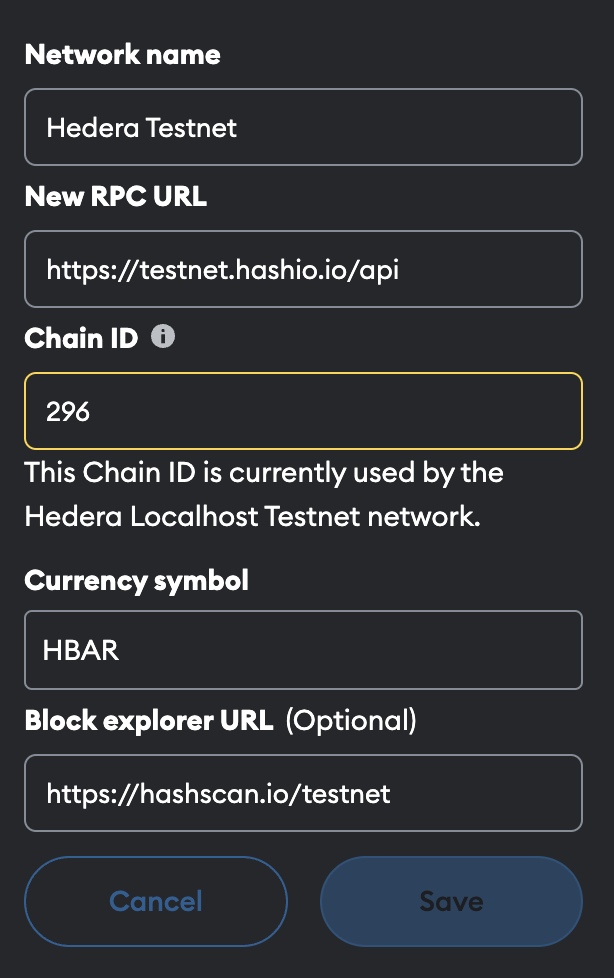 Network name
Hedera Testnet
New RPC URL
https://testnet.hashio.io/api
Chain ID
296
This Chain ID is currently used by the
Hedera Localhost Testnet network.
Currency symbol
HBAR
Block explorer URL (Optional)
https://hashscan.io/testnet
Cancel Save